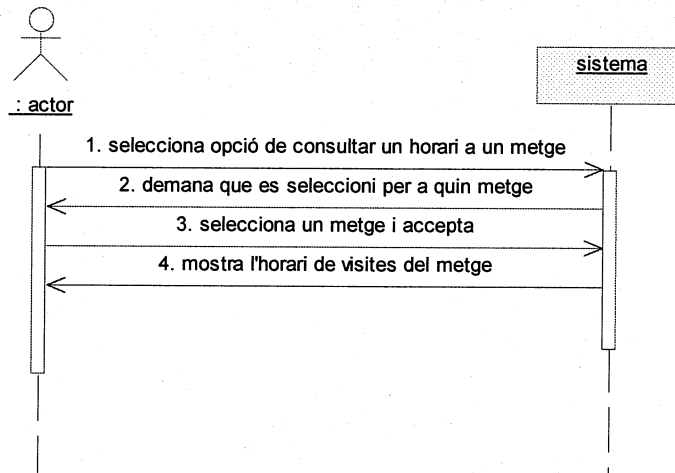 sistema
: actor
1. selecciona opció de consultar un horari a un metge
2. demana que es seleccioni per a quin metge
3. selecciona un metge i accepta
4. mostra l'horari de visites del metge